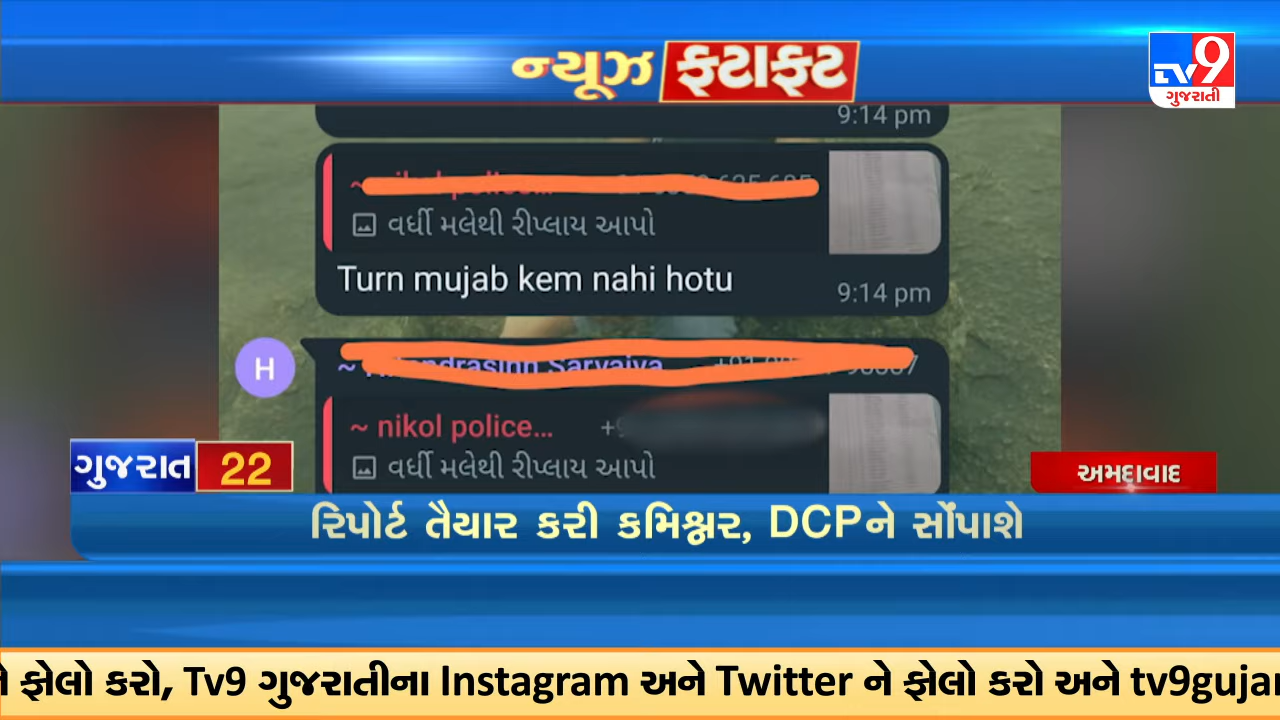 ન્યૂઝ ફટાફટ
TV9
ગુજરાતી
9:14 pm
વર્ધી મલેથી રીપ્લાય આપો
Turn mujab kem nahi hotu
9:14 pm
H
~ nikol police...
વર્ધી મલેથી રીપ્લાય આપો
ગુજરાત 22
અમદાવાદ
રિપોર્ટ તૈયાર કરી કમિશ્નર, DCPને સોંપાશે
ફોલો કરો, Tv9 ગુજરાતીના Instagram અને Twitter ને ફોલો કરો અને tv9gujar